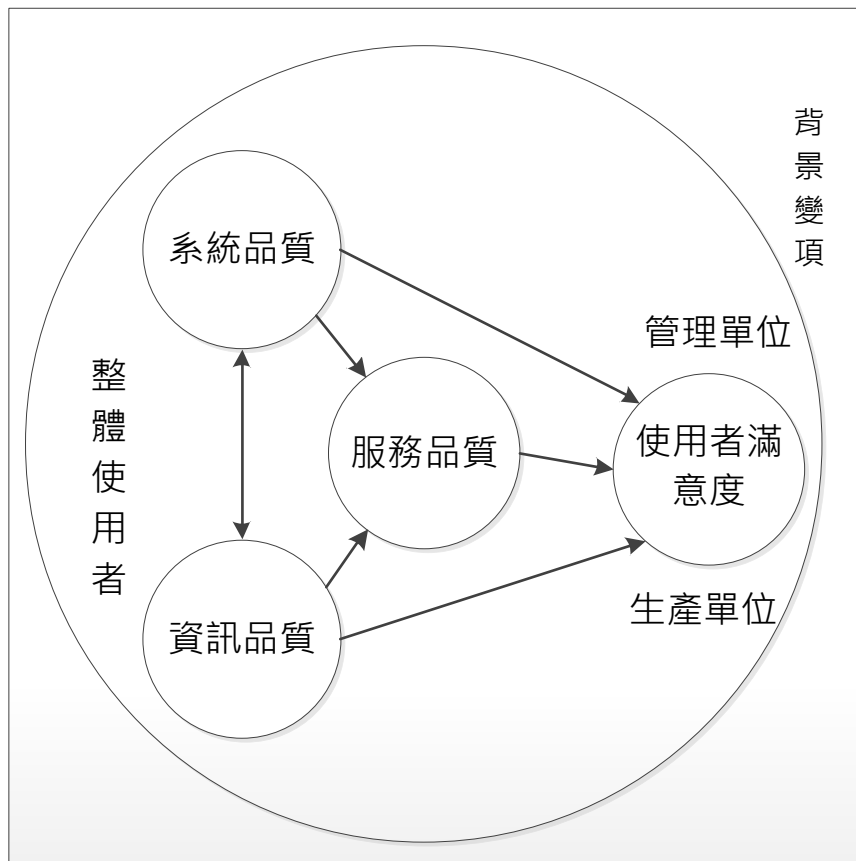 背景變項
系統品質
管理單位
整體使用者
服務品質
使用者滿
意度
生產單位
資訊品質